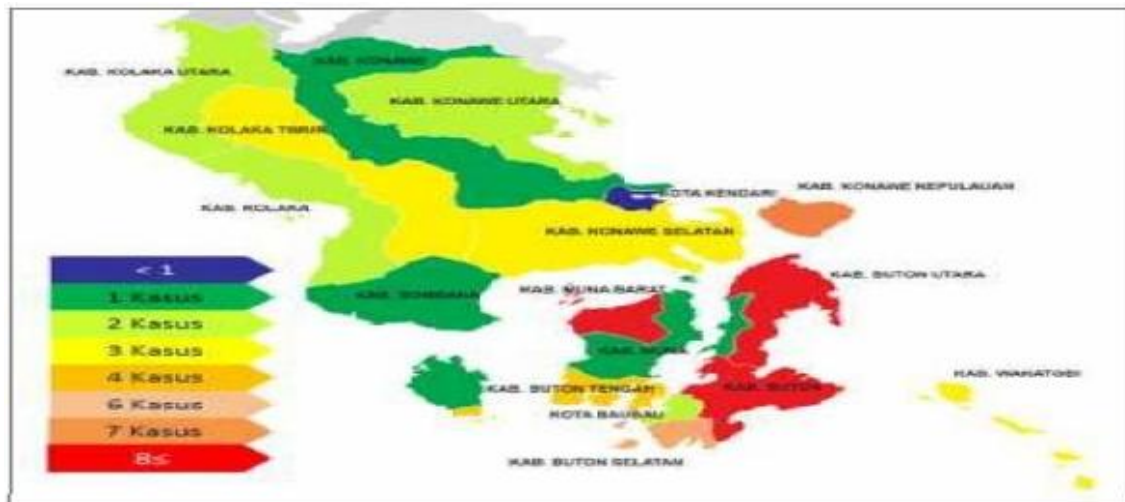 KAB. KONAWE
KAB. KOLAKA UTARA
KAB. KONAWE UTARA
KAB. KOLAKA TIMUR
KOTA KENDARI
KAB. KONAWE KEPULAUAN
KAB. KOLAKA
KAB. KONAWE SELATAN
< 1
KAB. BUTON UTARA
KAB. MUNA BARAT
1 Kasus
KAB. BOMBANA
2 Kasus
3 Kasus
KAB. MUNA
4 Kasus
KAB. WAKATOBI
KAB. BUTON TENGAH
KAB. BUTON
6 Kasus
KOTA BAUBAU
7 Kasus
8≤
KAB. BUTON SELATAN